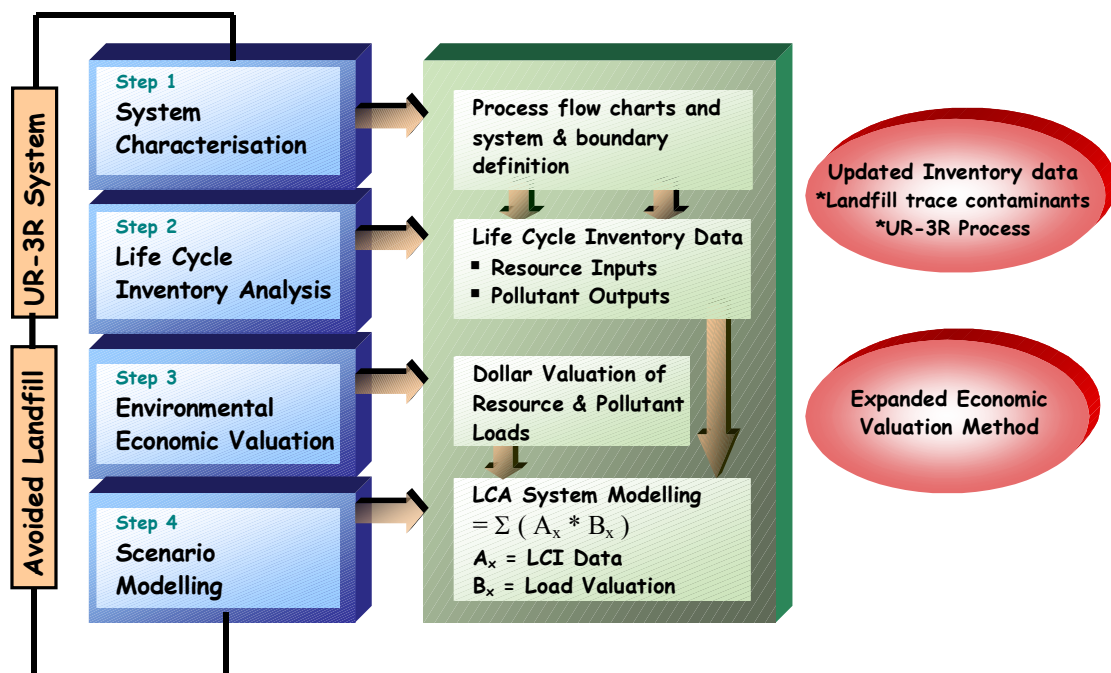 UR-3R System
Avoided Landfill
Step 1
System
Characterisation
Step 2
Life Cycle
Inventory Analysis
Step 3
Environmental
Economic Valuation
Step 4
Scenario
Modelling
Process flow charts and
system & boundary
definition
Life Cycle Inventory Data
▪ Resource Inputs
▪ Pollutant Outputs
Dollar Valuation of
Resource & Pollutant
Loads
LCA System Modelling
= Σ ( Aₓ * Bₓ )
Aₓ = LCI Data
Bₓ = Load Valuation
Updated Inventory data
*Landfill trace contaminants
*UR-3R Process
Expanded Economic
Valuation Method